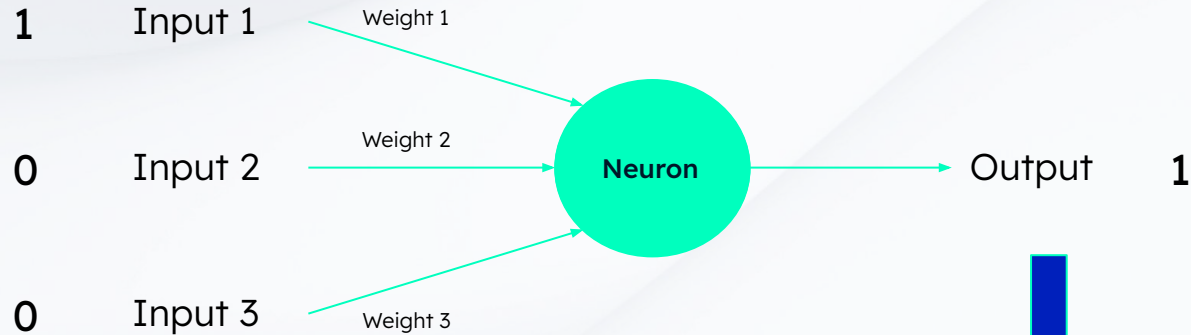 1 Input 1 Weight 1
Weight 2
0 Input 2 Neuron Output 1
0 Input 3 Weight 3